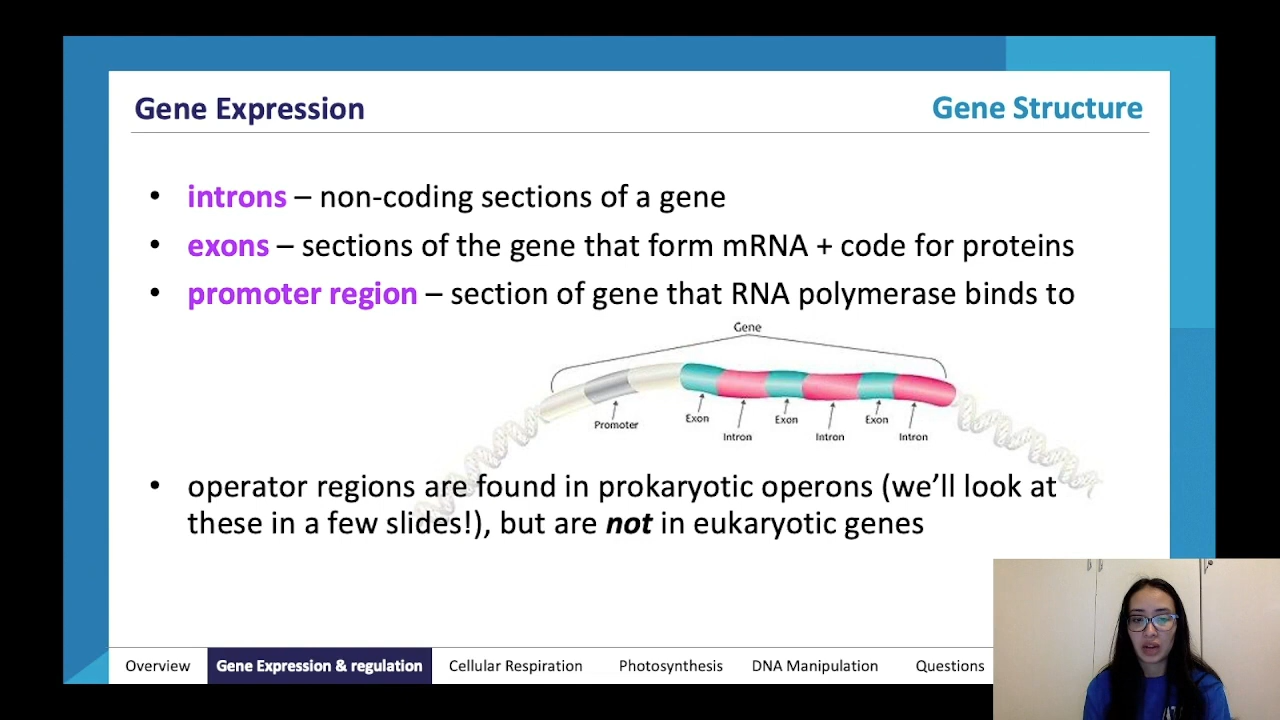 Gene Expression
Gene Structure
• introns – non-coding sections of a gene
• exons – sections of the gene that form mRNA + code for proteins
• promoter region – section of gene that RNA polymerase binds to
Gene
Promoter
Exon
Intron
Exon
Intron
Exon
Intron
• operator regions are found in prokaryotic operons (we’ll look at
these in a few slides!), but are not in eukaryotic genes
Overview
Gene Expression & regulation
Cellular Respiration
Photosynthesis
DNA Manipulation
Questions